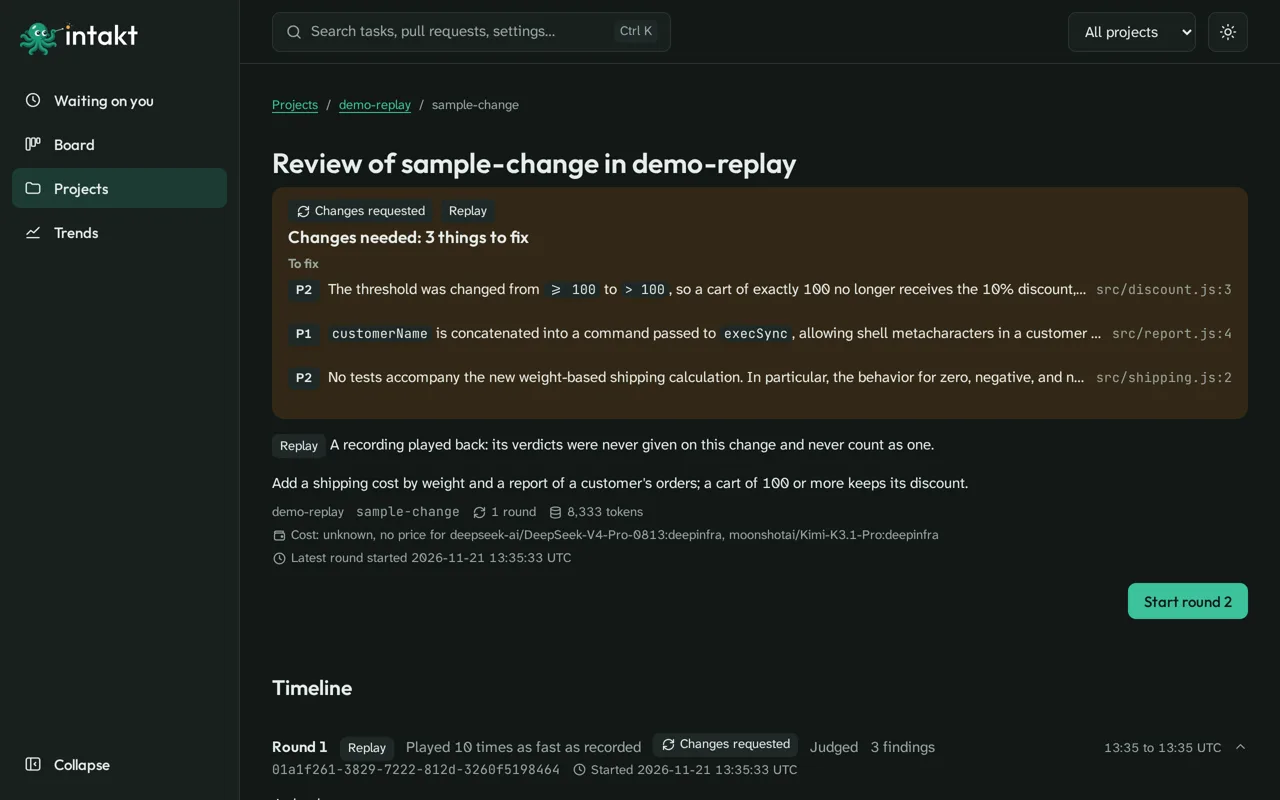 intakt
Search tasks, pull requests, settings... Ctrl K
All projects
Waiting on you
Board
Projects
Trends
Collapse
Projects / demo-replay / sample-change
Review of sample-change in demo-replay
Changes requested Replay
Changes needed: 3 things to fix
To fix
P2 The threshold was changed from >= 100 to > 100, so a cart of exactly 100 no longer receives the 10% discount,... src/discount.js:3
P1 customerName is concatenated into a command passed to execSync, allowing shell metacharacters in a customer ... src/report.js:4
P2 No tests accompany the new weight-based shipping calculation. In particular, the behavior for zero, negative, and n... src/shipping.js:2
Replay A recording played back: its verdicts were never given on this change and never count as one.
Add a shipping cost by weight and a report of a customer's orders; a cart of 100 or more keeps its discount.
demo-replay sample-change 1 round 8,333 tokens
Cost: unknown, no price for deepseek-ai/DeepSeek-V4-Pro-0813:deepinfra, moonshotai/Kimi-K3.1-Pro:deepinfra
Latest round started 2026-11-21 13:35:33 UTC
Start round 2
Timeline
Round 1 Replay Played 10 times as fast as recorded Changes requested Judged 3 findings 13:35 to 13:35 UTC
01a1f261-3829-7222-812d-3260f5198464 Started 2026-11-21 13:35:33 UTC